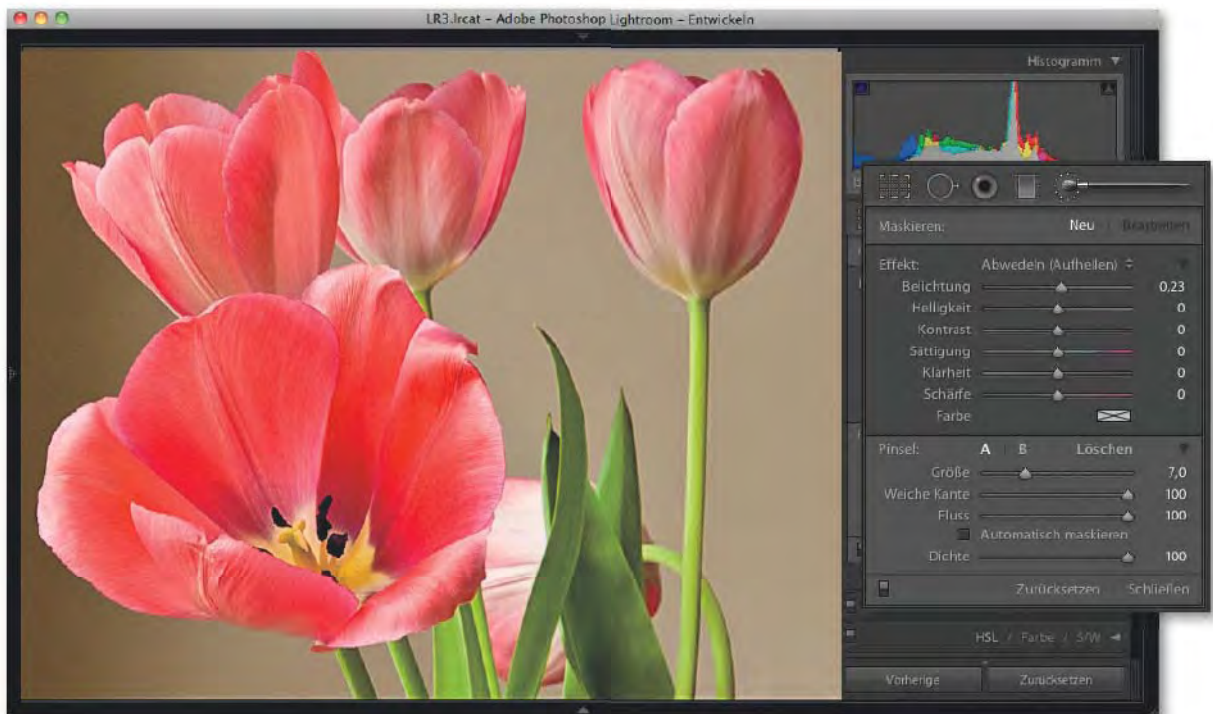 LR3.lrcat – Adobe Photoshop Lightroom – Entwickeln
Histogramm
Maskieren: Neu Bearbeiten
Effekt: Abwedeln (Aufhellen)
Belichtung 0,23
Helligkeit 0
Kontrast 0
Sättigung 0
Klarheit 0
Schärfe 0
Farbe
Pinsel: A B Löschen
Größe 7,0
Weiche Kante 100
Fluss 100
Automatisch maskieren
Dichte 100
Zurücksetzen Schließen
HSL / Farbe / S/W
Vorherige Zurücksetzen